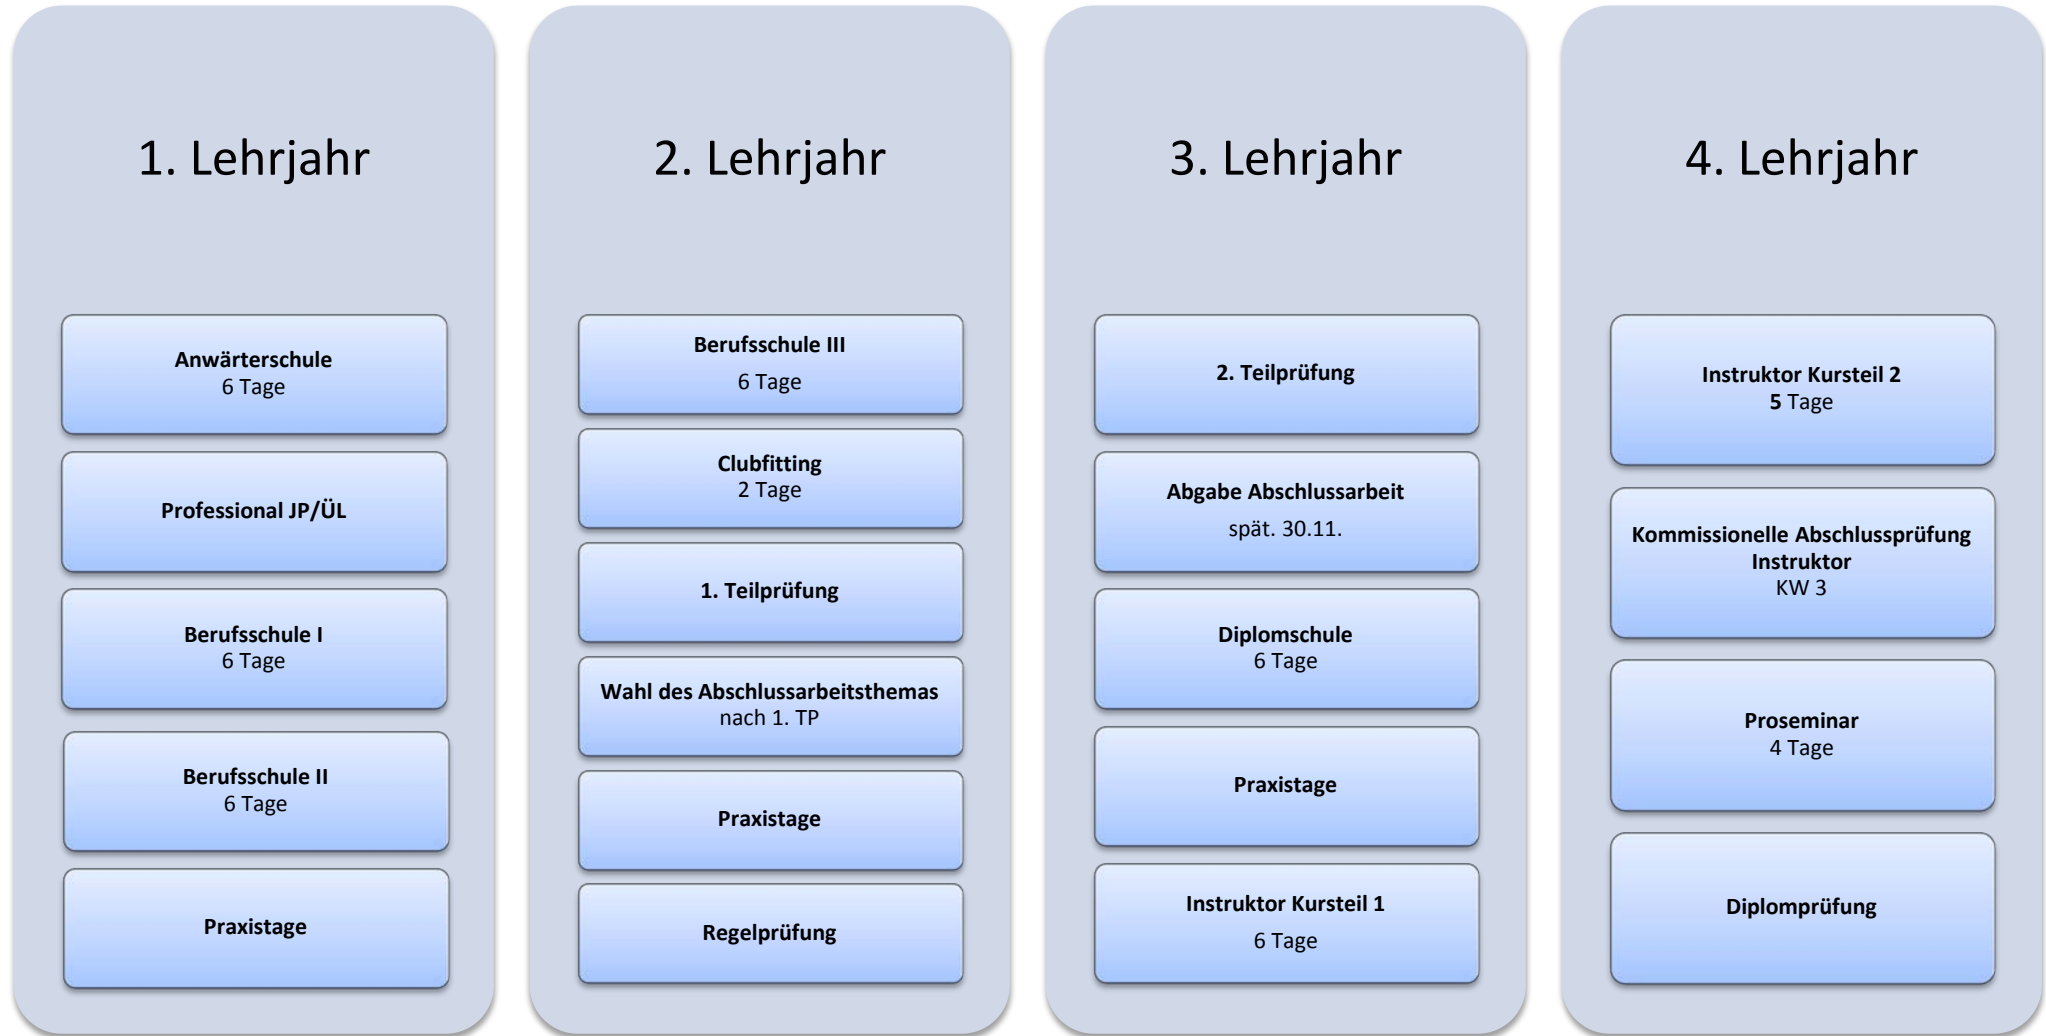 1. Lehrjahr
Anwärterschule
6 Tage
Professional JP/ÜL
Berufsschule I
6 Tage
Berufsschule II
6 Tage
Praxistage
2. Lehrjahr
Berufsschule III
6 Tage
Clubfitting
2 Tage
1. Teilprüfung
Wahl des Abschlussarbeitsthemas
nach 1. TP
Praxistage
Regelprüfung
3. Lehrjahr
2. Teilprüfung
Abgabe Abschlussarbeit
spät. 30.11.
Diplomschule
6 Tage
Praxistage
Instruktor Kursteil 1
6 Tage
4. Lehrjahr
Instruktor Kursteil 2
5 Tage
Kommissionelle Abschlussprüfung
Instruktor
KW 3
Proseminar
4 Tage
Diplomprüfung